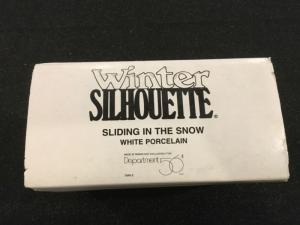 Winter
SILHOUETTE®
SLIDING IN THE SNOW
WHITE PORCELAIN
Department 56